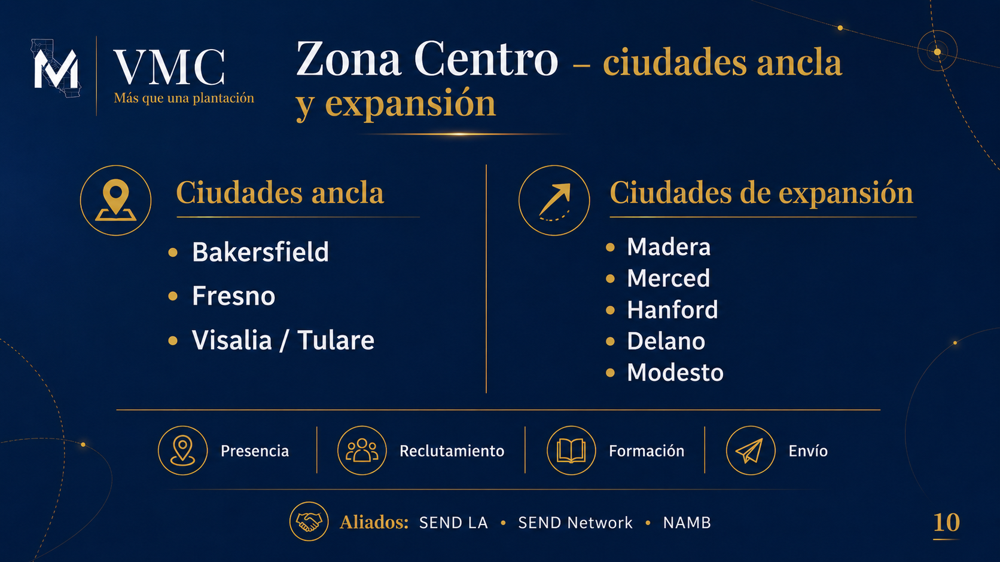 M
VMC
Más que una plantación
Zona Centro – ciudades ancla
y expansión
Ciudades ancla
• Bakersfield
• Fresno
• Visalia / Tulare
Ciudades de expansión
• Madera
• Merced
• Hanford
• Delano
• Modesto
Presencia
Reclutamiento
Formación
Envío
Aliados: SEND LA • SEND Network • NAMB
10